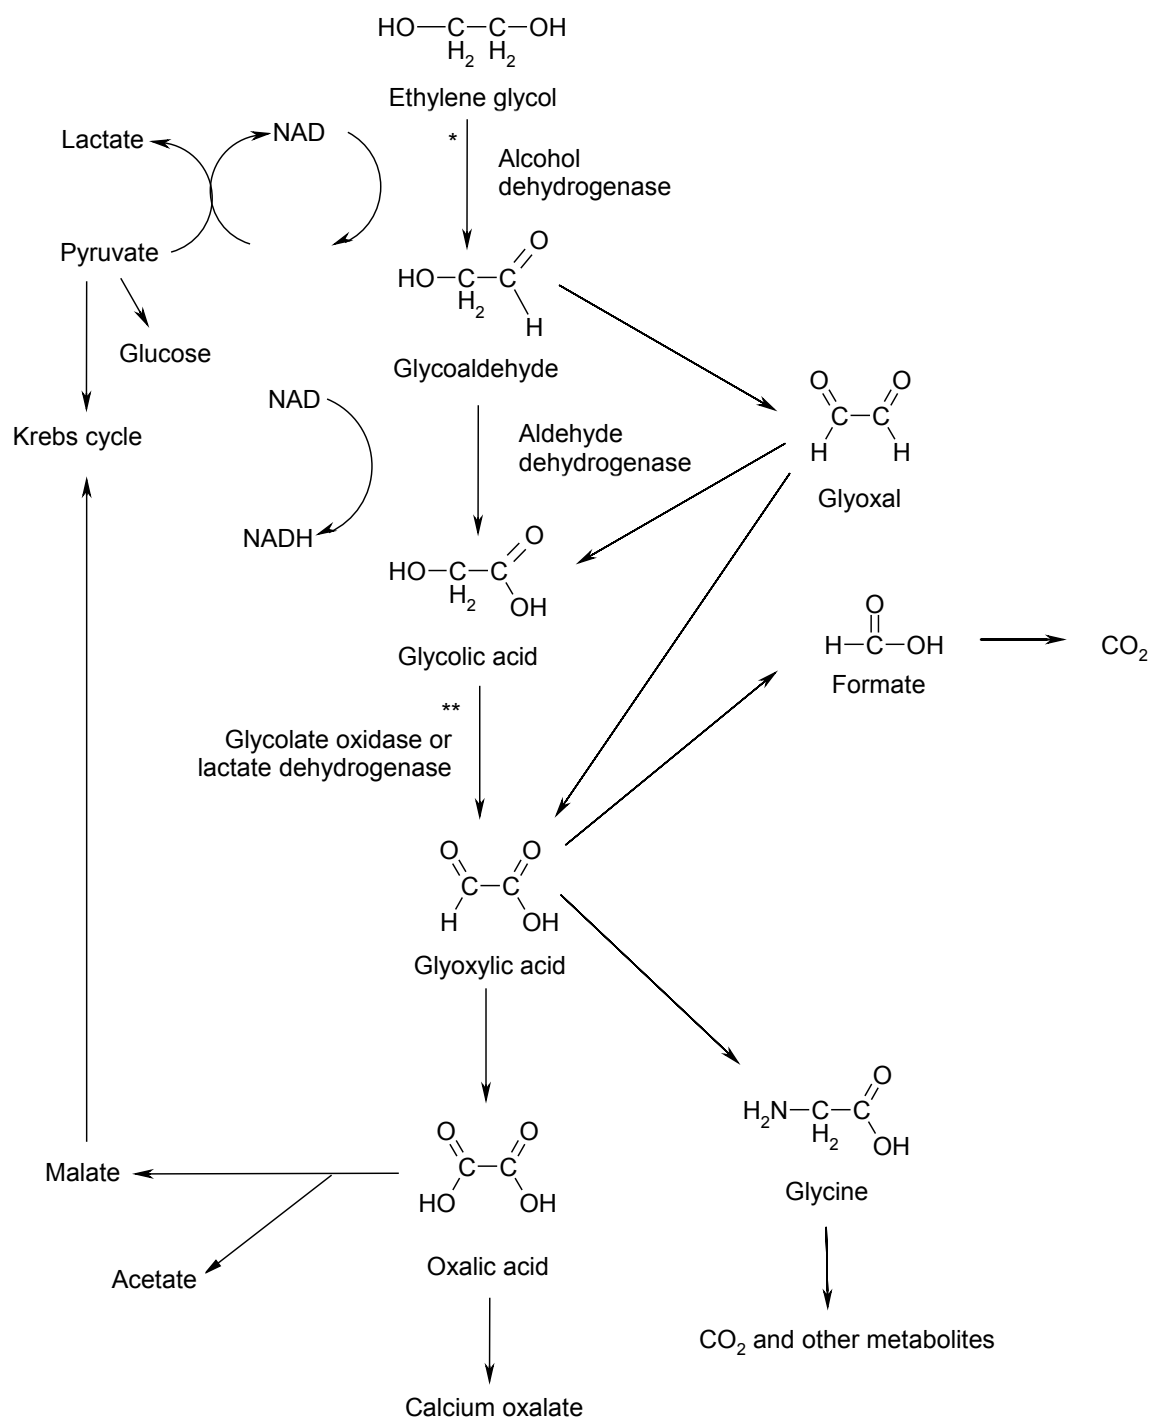 HO—C—C—OH
H2 H2
Ethylene glycol
*
Alcohol
dehydrogenase
Lactate
NAD
Pyruvate
Glucose
Krebs cycle
O
HO—C—C
H2
H
Glycoaldehyde
NAD
NADH
Aldehyde
dehydrogenase
O O
C—C
H H
Glyoxal
O
HO—C—C
H2 OH
Glycolic acid
**
Glycolate oxidase or
lactate dehydrogenase
O
H—C—OH
Formate
CO2
O O
C—C
H OH
Glyoxylic acid
O
H2N—C—C
H2 OH
Glycine
CO2 and other metabolites
O O
C—C
HO OH
Oxalic acid
Malate
Acetate
Calcium oxalate